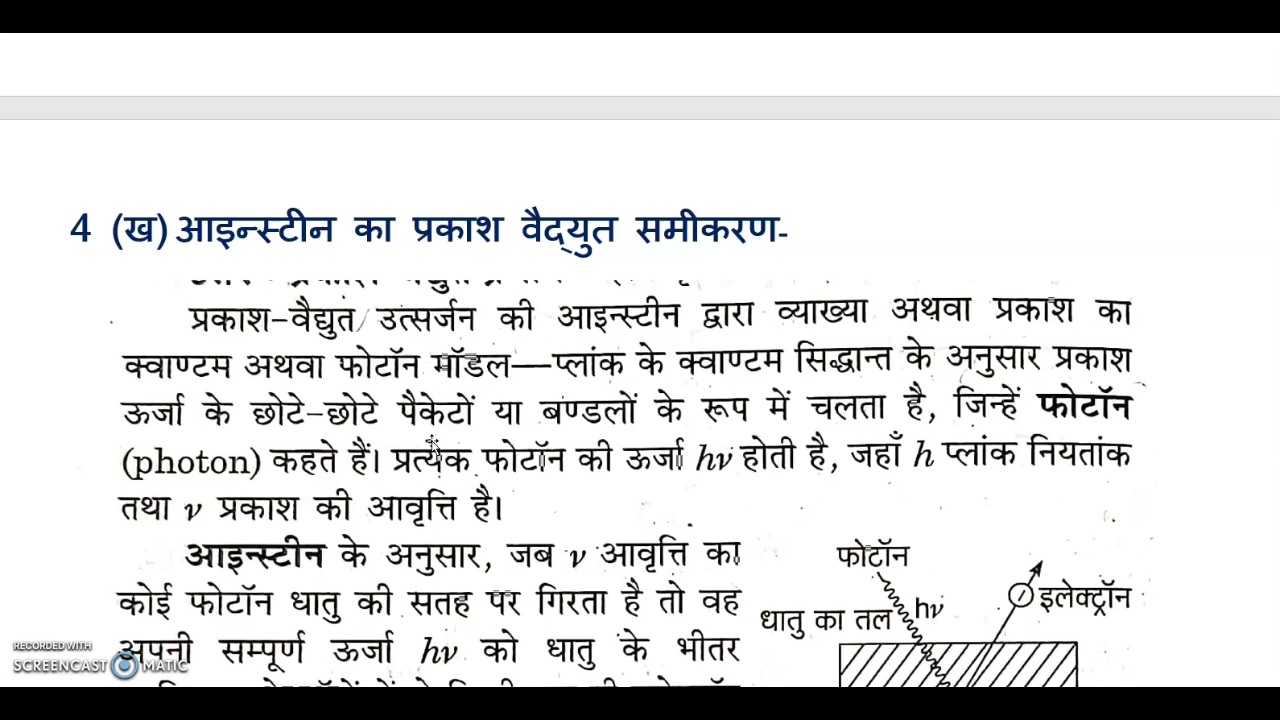 4 (ख) आइन्स्टीन का प्रकाश वैद्युत समीकरण-
प्रकाश-वैद्युत उत्सर्जन की आइन्स्टीन द्वारा व्याख्या अथवा प्रकाश का
क्वाण्टम अथवा फोटॉन मॉडल—प्लांक के क्वाण्टम सिद्धान्त के अनुसार प्रकाश
ऊर्जा के छोटे-छोटे पैकेटों या बण्डलों के रूप में चलता है, जिन्हें फोटॉन
(photon) कहते हैं। प्रत्येक फोटॉन की ऊर्जा hν होती है, जहाँ h प्लांक नियतांक
तथा ν प्रकाश की आवृत्ति है।
आइन्स्टीन के अनुसार, जब ν आवृत्ति का
कोई फोटॉन धातु की सतह पर गिरता है तो वह
अपनी सम्पूर्ण ऊर्जा hν को धातु के भीतर
फोटॉन
इलेक्ट्रॉन
धातु का तल
hν
RECORDED WITH
SCREENCAST MATIC